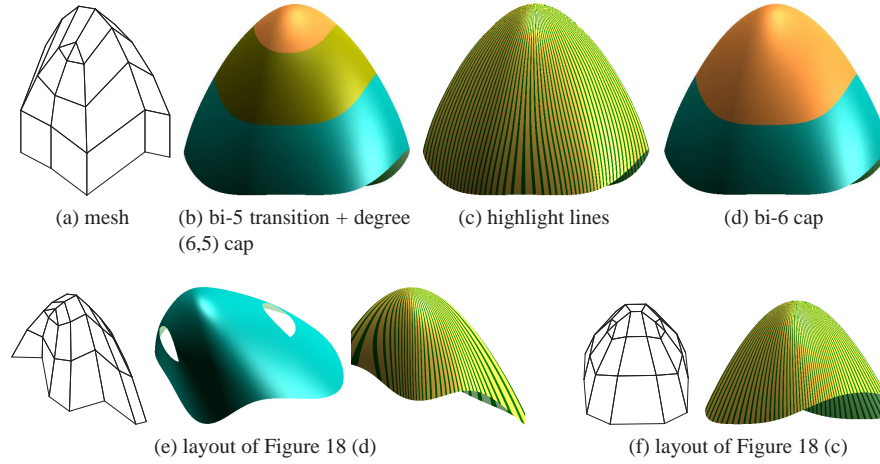 (a) mesh
(b) bi-5 transition + degree
(6,5) cap
(c) highlight lines
(d) bi-6 cap
(e) layout of Figure 18 (d)
(f) layout of Figure 18 (c)